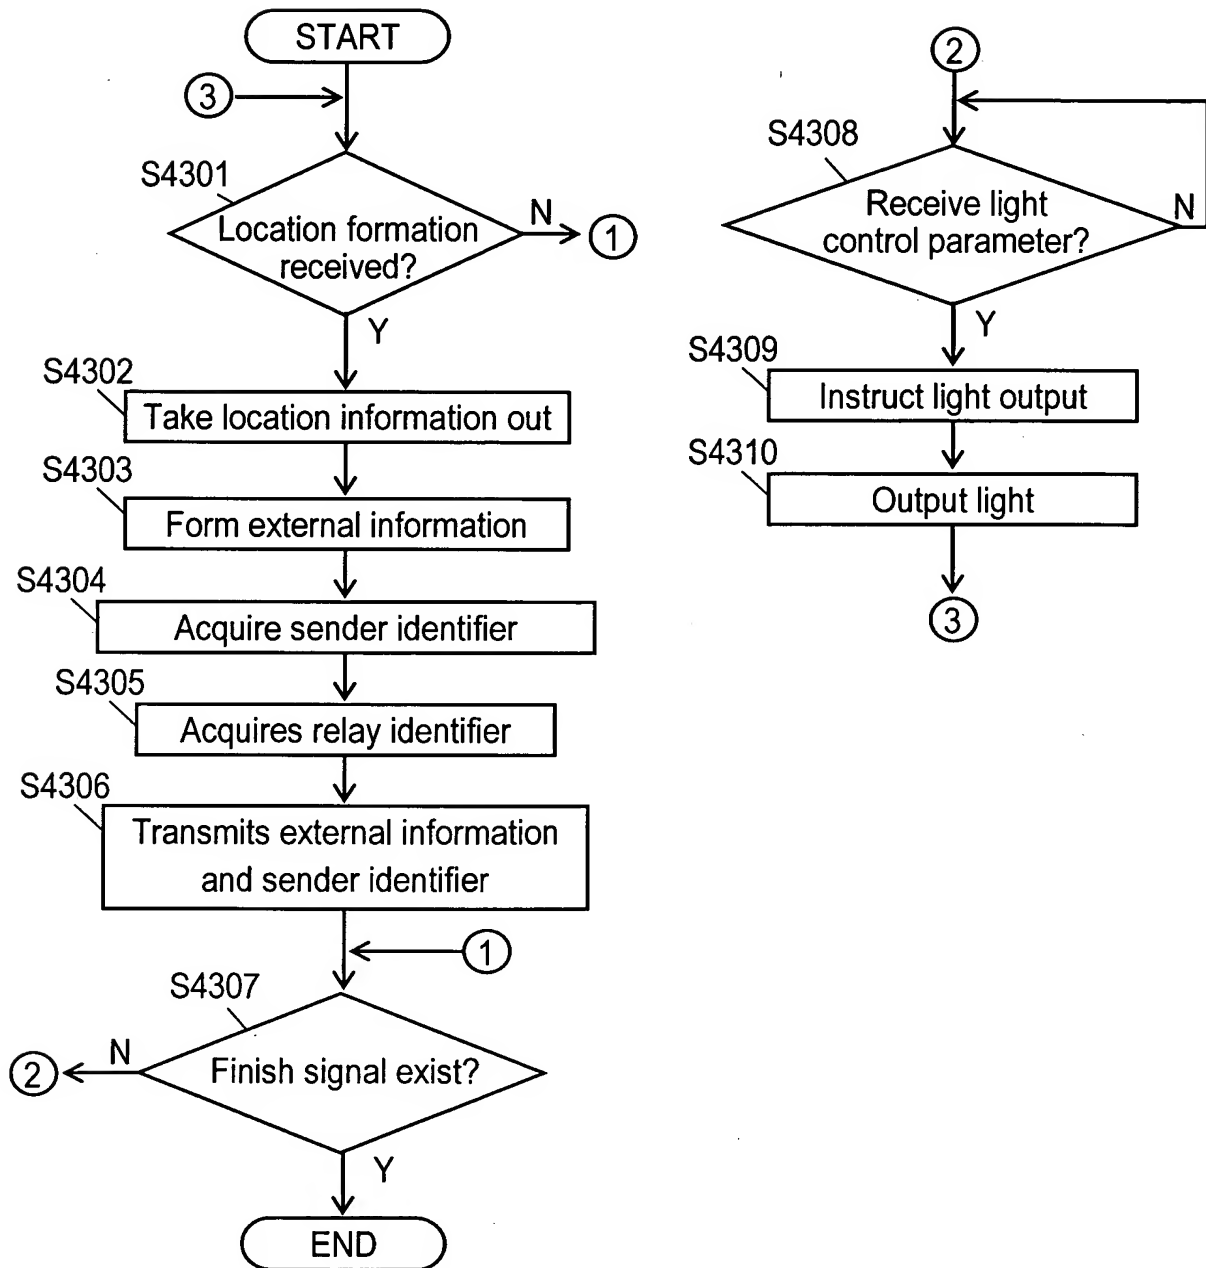 START
3
S4301
Location formation
received?
N
1
Y
S4302
Take location information out
S4303
Form external information
S4304
Acquire sender identifier
S4305
Acquires relay identifier
S4306
Transmits external information
and sender identifier
1
S4307
Finish signal exist?
N
2
Y
END
2
S4308
Receive light
control parameter?
N
Y
S4309
Instruct light output
S4310
Output light
3